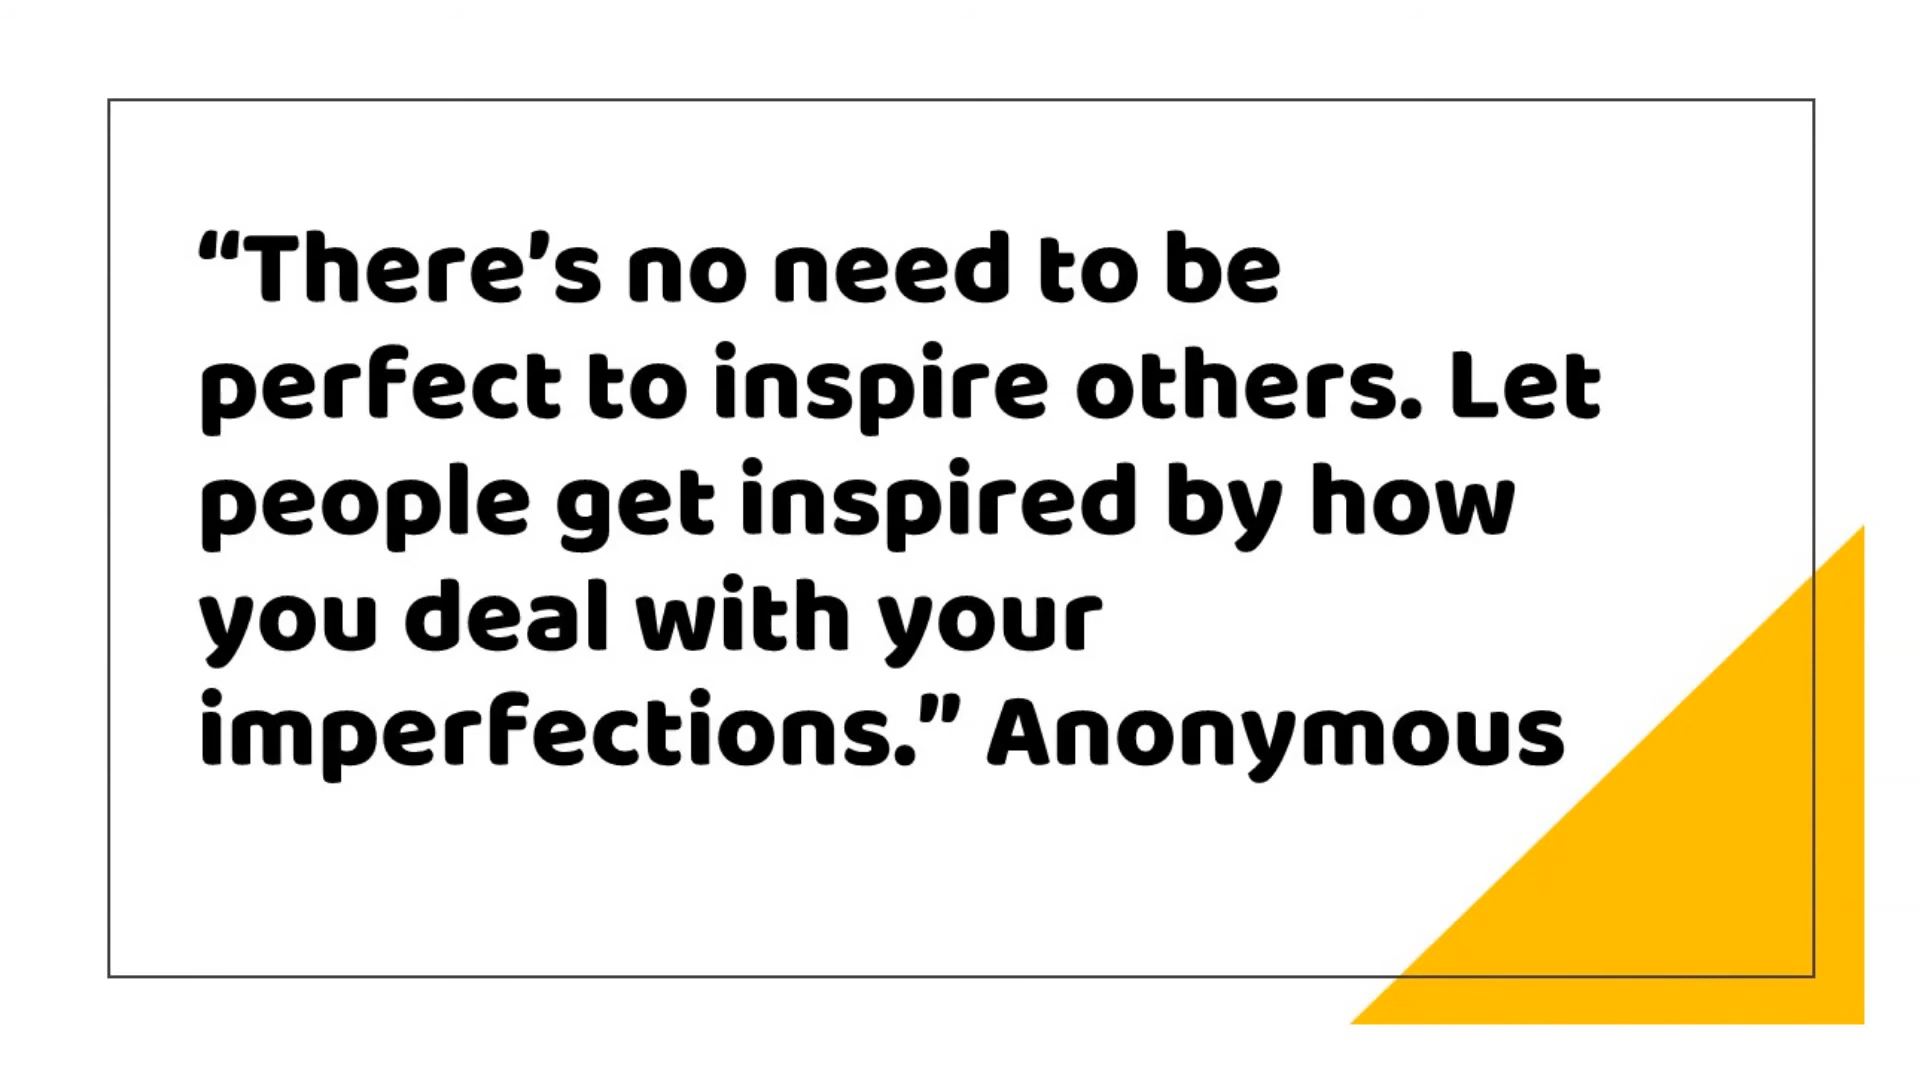 “There’s no need to be
perfect to inspire others. Let
people get inspired by how
you deal with your
imperfections.” Anonymous